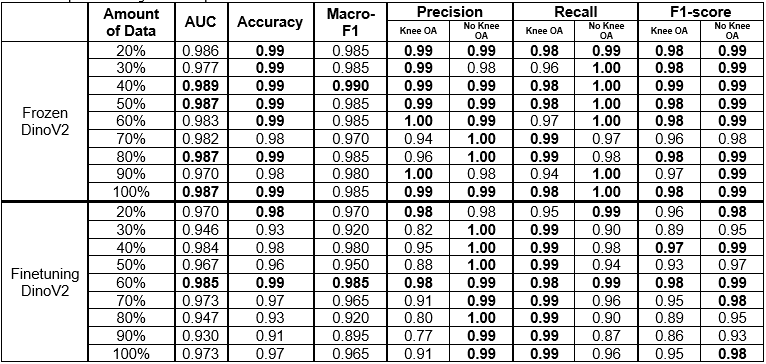 Amount of Data AUC Accuracy Macro-F1 Precision Recall F1-score
Knee OA No Knee OA Knee OA No Knee OA Knee OA No Knee OA
Frozen DinoV2
20% 0.986 0.99 0.985 0.99 0.99 0.98 0.99 0.98 0.99
30% 0.977 0.99 0.985 0.99 0.98 0.96 1.00 0.98 0.99
40% 0.989 0.99 0.990 0.99 0.99 0.98 1.00 0.99 0.99
50% 0.987 0.99 0.985 0.99 0.99 0.98 1.00 0.98 0.99
60% 0.983 0.99 0.985 1.00 0.99 0.97 1.00 0.98 0.99
70% 0.982 0.98 0.970 0.94 1.00 0.99 0.97 0.96 0.98
80% 0.987 0.99 0.985 0.96 1.00 0.99 0.98 0.98 0.99
90% 0.970 0.98 0.980 1.00 0.98 0.94 1.00 0.97 0.99
100% 0.987 0.99 0.985 0.99 0.99 0.98 1.00 0.98 0.99
Finetuning DinoV2
20% 0.970 0.98 0.970 0.98 0.98 0.95 0.99 0.96 0.98
30% 0.946 0.93 0.920 0.82 1.00 0.99 0.90 0.89 0.95
40% 0.984 0.98 0.980 0.95 1.00 0.99 0.98 0.97 0.99
50% 0.967 0.96 0.950 0.88 1.00 0.99 0.94 0.93 0.97
60% 0.985 0.99 0.985 0.98 0.99 0.98 0.99 0.98 0.99
70% 0.973 0.97 0.965 0.91 0.99 0.99 0.96 0.95 0.98
80% 0.947 0.93 0.920 0.80 1.00 0.99 0.90 0.89 0.95
90% 0.930 0.91 0.895 0.77 0.99 0.99 0.87 0.86 0.93
100% 0.973 0.97 0.965 0.91 0.99 0.99 0.96 0.95 0.98